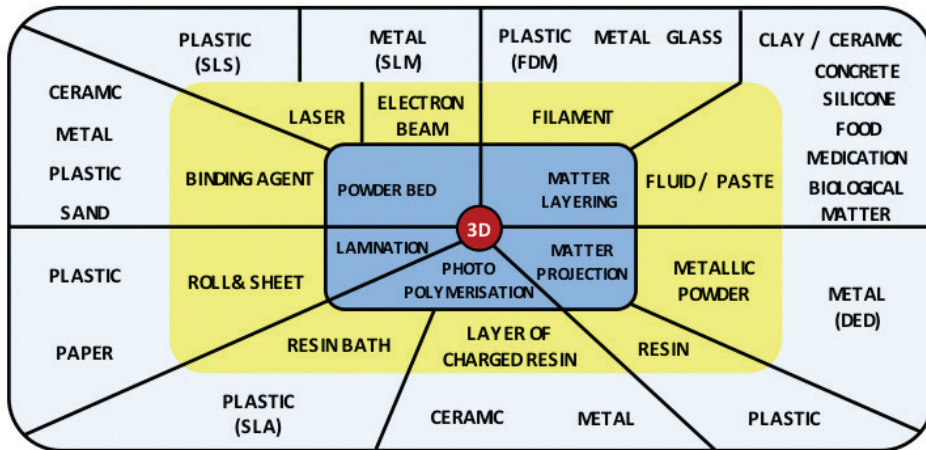 PLASTIC
(SLS)
METAL
(SLM)
PLASTIC
(FDM)
METAL GLASS
CLAY / CERAMIC
CONCRETE
SILICONE
FOOD
MEDICATION
BIOLOGICAL
MATTER
CERAMC
METAL
PLASTIC
SAND
LASER
ELECTRON
BEAM
FILAMENT
BINDING AGENT
POWDER BED
MATTER
LAYERING
FLUID / PASTE
3D
LAMNATION
PHOTO
POLYMERISATION
MATTER
PROJECTION
PLASTIC
PAPER
ROLL & SHEET
METALLIC
POWDER
METAL
(DED)
RESIN BATH
LAYER OF
CHARGED RESIN
RESIN
PLASTIC
(SLA)
CERAMC
METAL
PLASTIC